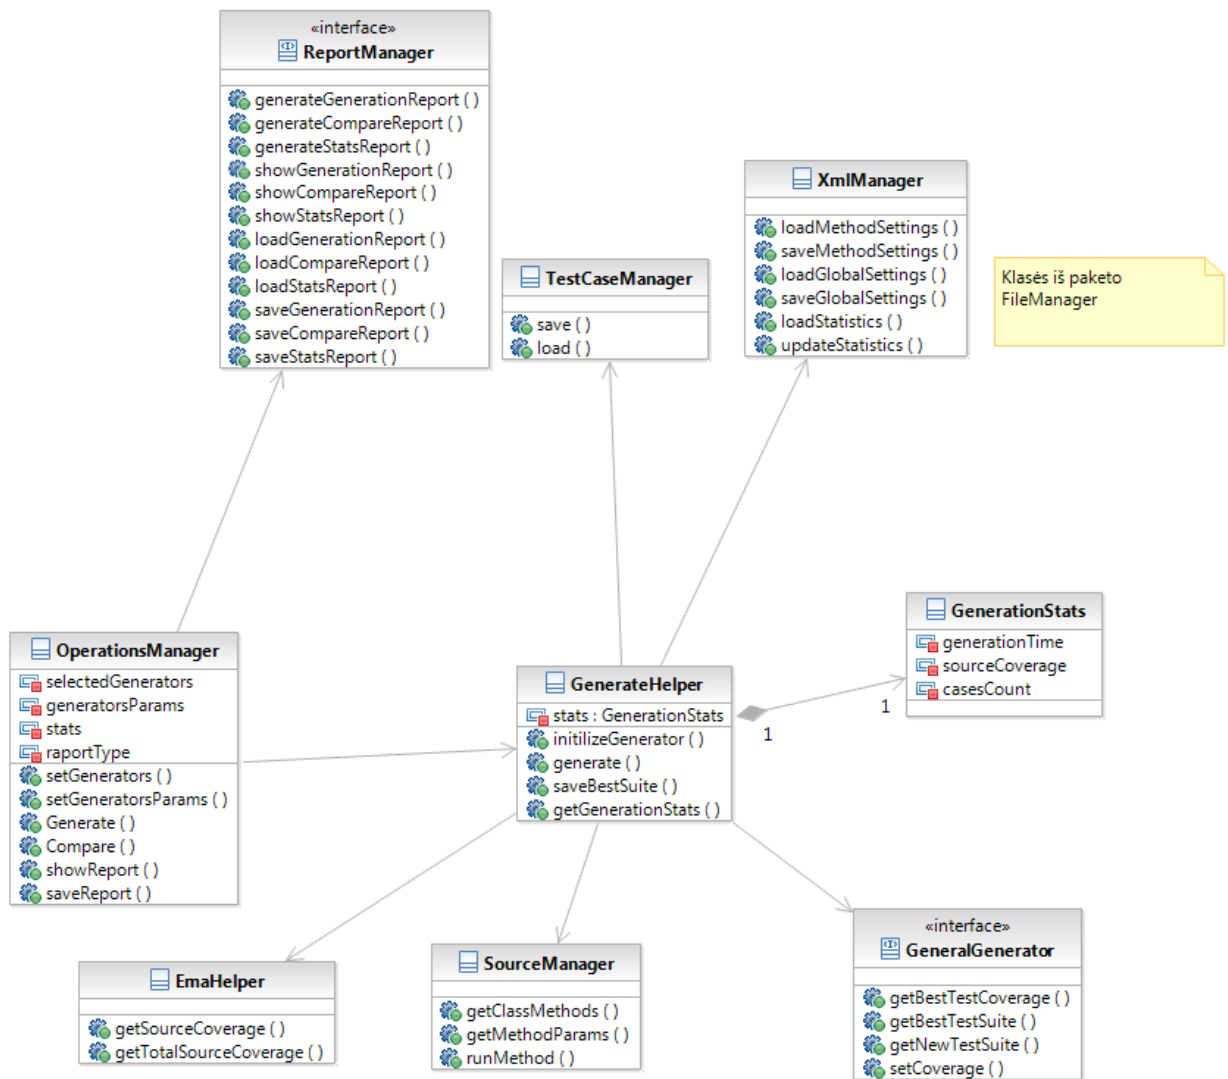 «interface»
ReportManager
generateGenerationReport ( )
generateCompareReport ( )
generateStatsReport ( )
showGenerationReport ( )
showCompareReport ( )
showStatsReport ( )
loadGenerationReport ( )
loadCompareReport ( )
loadStatsReport ( )
saveGenerationReport ( )
saveCompareReport ( )
saveStatsReport ( )
TestCaseManager
save ( )
load ( )
XmlManager
loadMethodSettings ( )
saveMethodSettings ( )
loadGlobalSettings ( )
saveGlobalSettings ( )
loadStatistics ( )
updateStatistics ( )
Klasės iš paketo
FileManager
OperationsManager
selectedGenerators
generatorsParams
stats
raportType
setGenerators ( )
setGeneratorsParams ( )
Generate ( )
Compare ( )
showReport ( )
saveReport ( )
GenerateHelper
stats : GenerationStats
initilizeGenerator ( )
generate ( )
saveBestSuite ( )
getGenerationStats ( )
1
1
GenerationStats
generationTime
sourceCoverage
casesCount
EmaHelper
getSourceCoverage ( )
getTotalSourceCoverage ( )
SourceManager
getClassMethods ( )
getMethodParams ( )
runMethod ( )
«interface»
GeneralGenerator
getBestTestCoverage ( )
getBestTestSuite ( )
getNewTestSuite ( )
setCoverage ( )